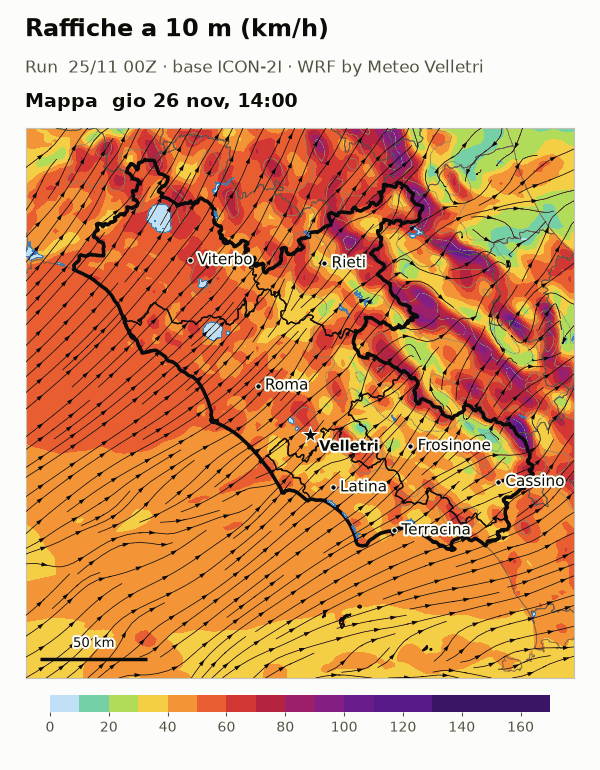 Raffiche a 10 m (km/h)
Run 25/11 00Z · base ICON-2I · WRF by Meteo Velletri
Mappa gio 26 nov, 14:00
Viterbo
Rieti
Roma
Velletri
Frosinone
Latina
Cassino
Terracina
50 km
0 20 40 60 80 100 120 140 160